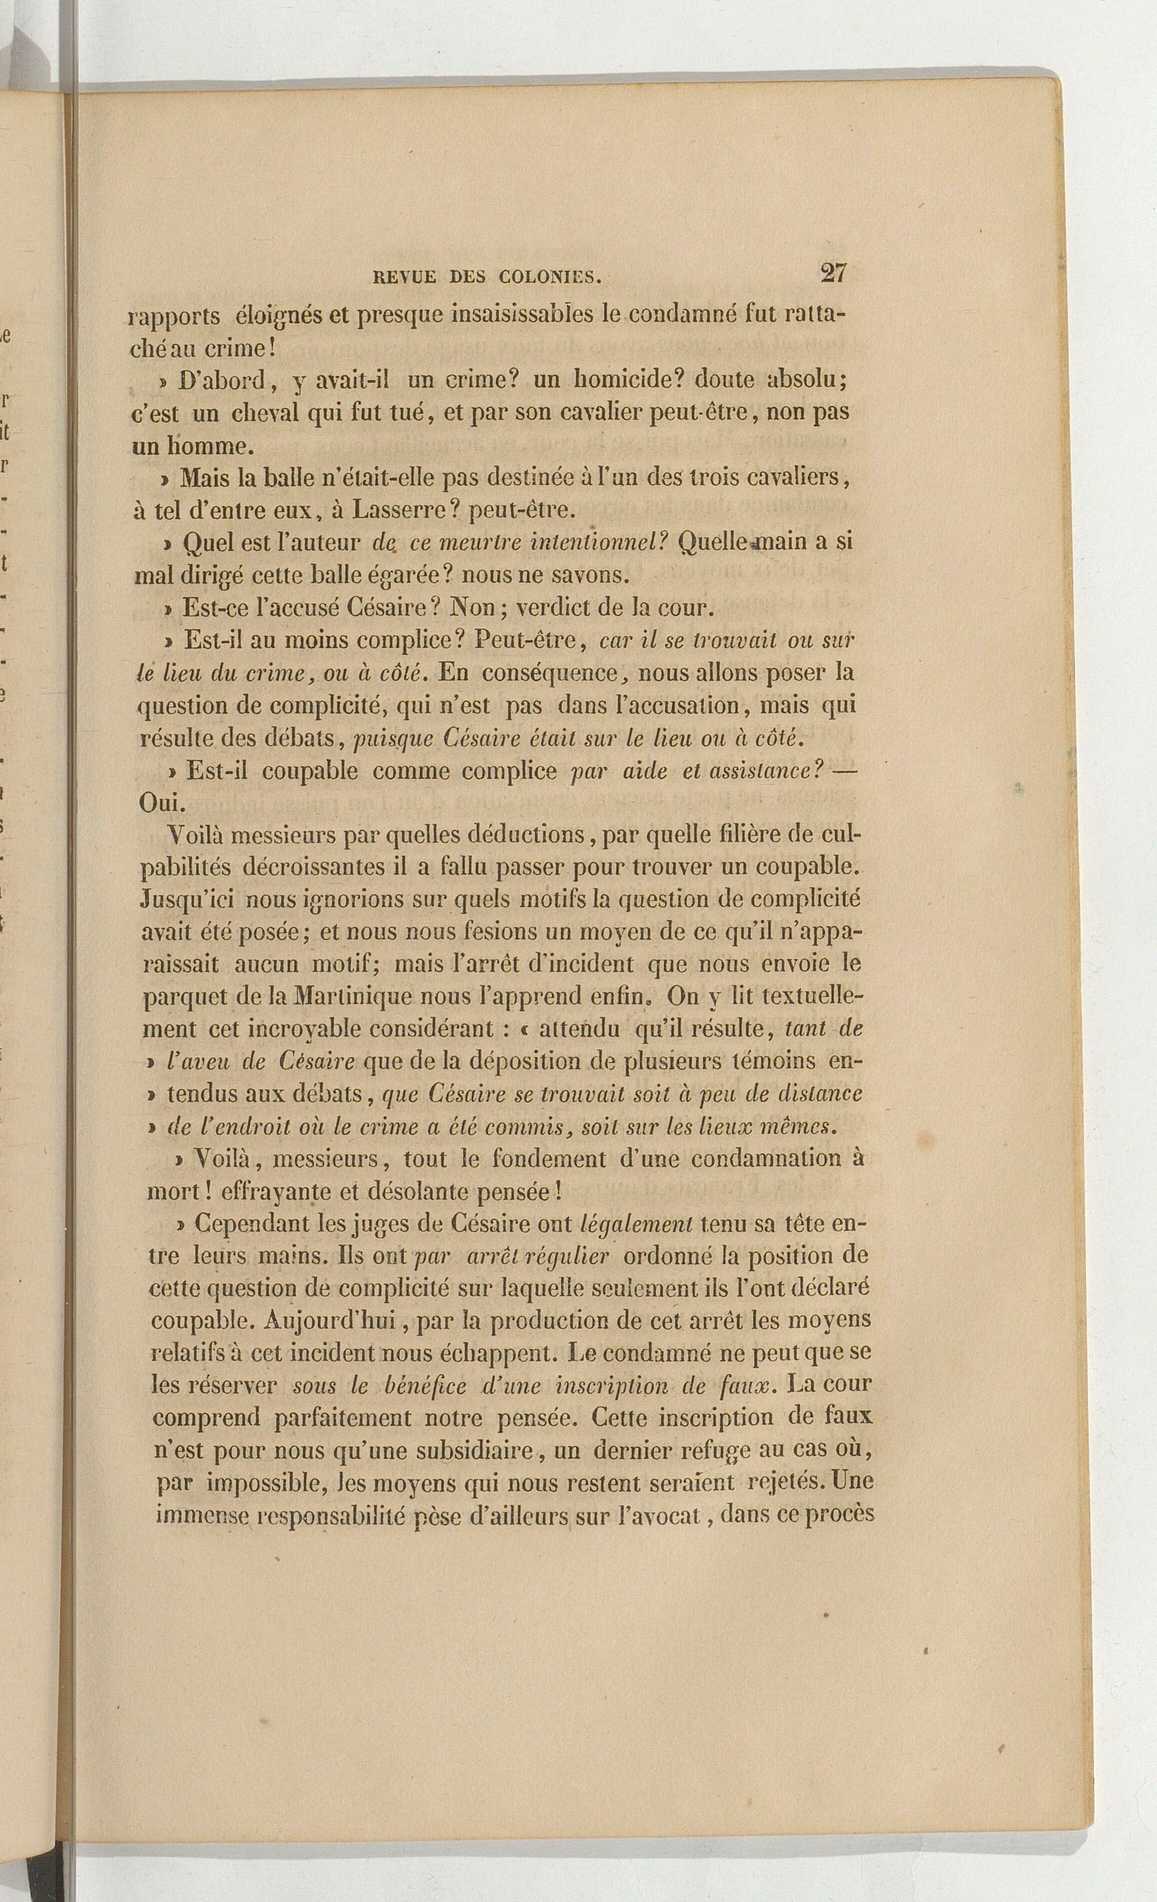 REVUE DES COLONIES. 27
rapports éloignés et presque insaisissables le condamné fut ratta-
ché au crime!
» D'abord, y avait-il un crime? un homicide? doute absolu;
c'est un cheval qui fut tué, et par son cavalier peut-être, non pas
un homme.
» Mais la balle n'était-elle pas destinée à l'un des trois cavaliers,
à tel d'entre eux, à Lasserre? peut-être.
» Quel est l'auteur de ce meurtre intentionnel? Quelle main a si
mal dirigé cette balle égarée? nous ne savons.
» Est-ce l'accusé Césaire? Non; verdict de la cour.
» Est-il au moins complice? Peut-être, car il se trouvait ou sur
le lieu du crime, ou à côté. En conséquence, nous allons poser la
question de complicité, qui n'est pas dans l'accusation, mais qui
résulte des débats, puisque Césaire était sur le lieu ou à côté.
» Est-il coupable comme complice par aide et assistance? —
Oui.
Voilà messieurs par quelles déductions, par quelle filière de cul-
pabilités décroissantes il a fallu passer pour trouver un coupable.
Jusqu'ici nous ignorions sur quels motifs la question de complicité
avait été posée; et nous nous fesions un moyen de ce qu'il n'appa-
raissait aucun motif; mais l'arrêt d'incident que nous envoie le
parquet de la Martinique nous l'apprend enfin. On y lit textuelle-
ment cet incroyable considérant : « attendu qu'il résulte, tant de
» l'aveu de Césaire que de la déposition de plusieurs témoins en-
» tendus aux débats, que Césaire se trouvait soit à peu de distance
» de l'endroit où le crime a été commis, soit sur les lieux mêmes.
» Voilà, messieurs, tout le fondement d'une condamnation à
mort! effrayante et désolante pensée!
» Cependant les juges de Césaire ont légalement tenu sa tête en-
tre leurs mains. Ils ont par arrêt régulier ordonné la position de
cette question de complicité sur laquelle seulement ils l'ont déclaré
coupable. Aujourd'hui, par la production de cet arrêt les moyens
relatifs à cet incident nous échappent. Le condamné ne peut que se
les réserver sous le bénéfice d'une inscription de faux. La cour
comprend parfaitement notre pensée. Cette inscription de faux
n'est pour nous qu'une subsidiaire, un dernier refuge au cas où,
par impossible, les moyens qui nous restent seraient rejetés. Une
immense responsabilité pèse d'ailleurs sur l'avocat, dans ce procès